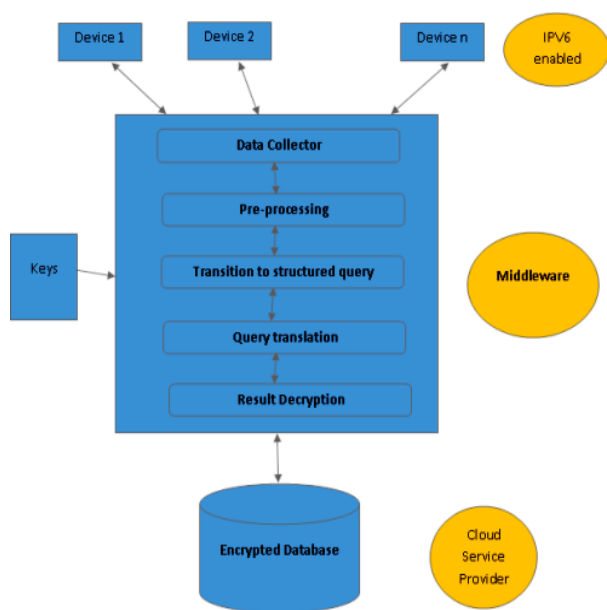 Device 1
Device 2
Device n
IPV6
enabled
Data Collector
Pre-processing
Keys
Transition to structured query
Middleware
Query translation
Result Decryption
Encrypted Database
Cloud
Service
Provider